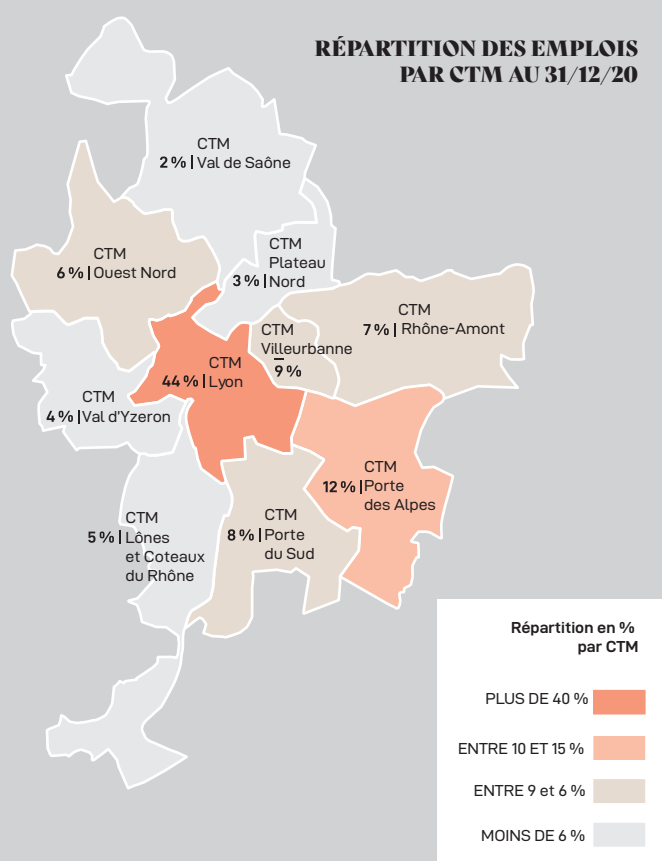 RÉPARTITION DES EMPLOIS
PAR CTM AU 31/12/20
CTM
2 % | Val de Saône
CTM
6 % | Ouest Nord
CTM
Plateau
3 % | Nord
CTM
7 % | Rhône-Amont
CTM
Villeurbanne
9 %
CTM
44 % | Lyon
CTM
4 % | Val d'Yzeron
CTM
12 % | Porte
des Alpes
CTM
5 % | Lônes
et Coteaux
du Rhône
CTM
8 % | Porte
du Sud
Répartition en %
par CTM
PLUS DE 40 %
ENTRE 10 ET 15 %
ENTRE 9 et 6 %
MOINS DE 6 %